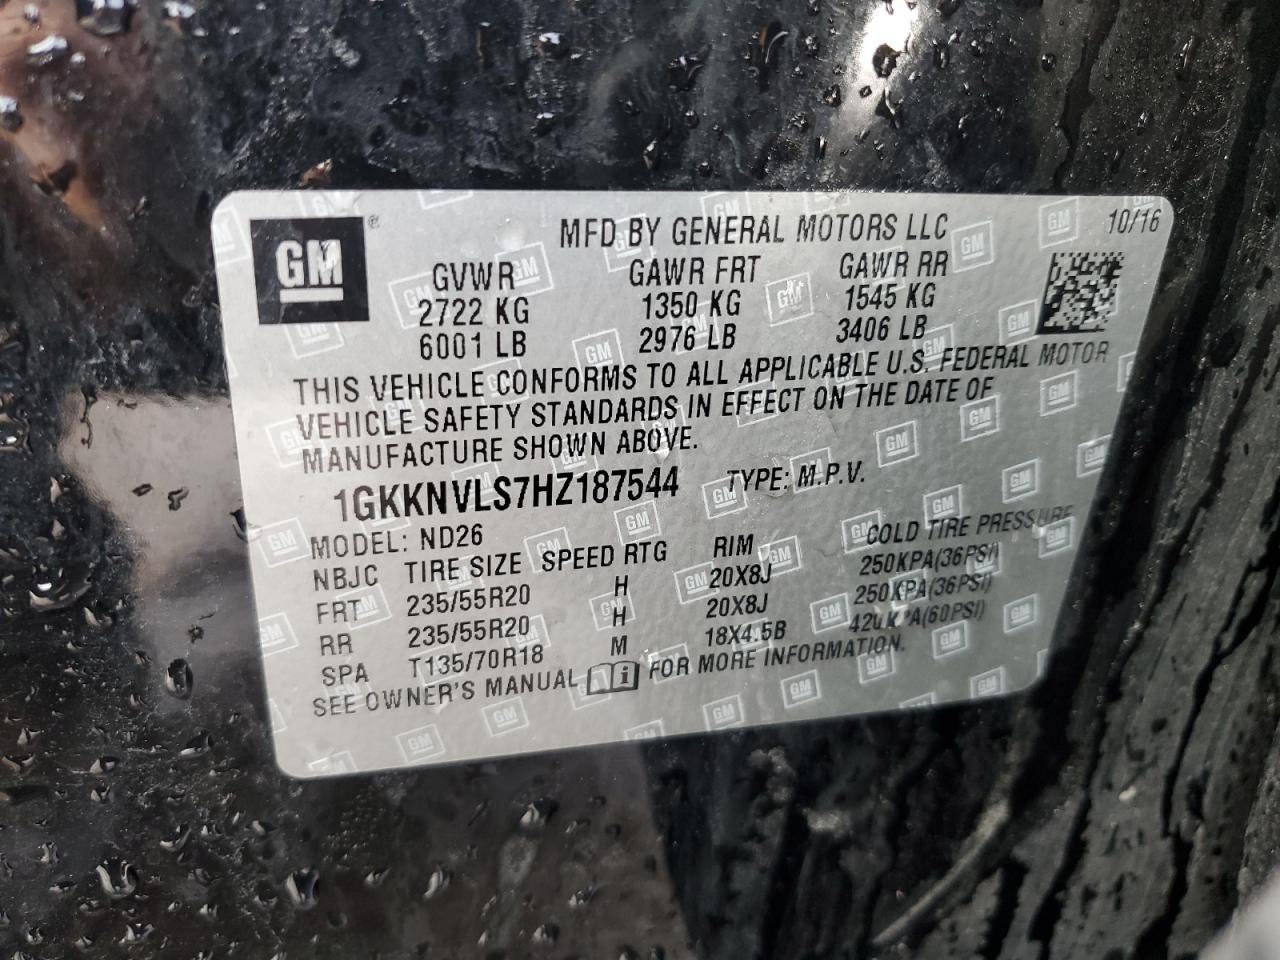 GM ®
MFD BY GENERAL MOTORS LLC
10/16
GVWR GAWR FRT GAWR RR
2722 KG 1350 KG 1545 KG
6001 LB 2976 LB 3406 LB
THIS VEHICLE CONFORMS TO ALL APPLICABLE U.S. FEDERAL MOTOR
VEHICLE SAFETY STANDARDS IN EFFECT ON THE DATE OF
MANUFACTURE SHOWN ABOVE.
1GKKNVLS7HZ187544 TYPE: M.P.V.
MODEL: ND26
NBJC TIRE SIZE SPEED RTG RIM COLD TIRE PRESSURE
FRT 235/55R20 H 20X8J 250KPA(36PSI)
RR 235/55R20 H 20X8J 250KPA(36PSI)
SPA T135/70R18 M 18X4.5B 420KPA(60PSI)
SEE OWNER'S MANUAL FOR MORE INFORMATION.